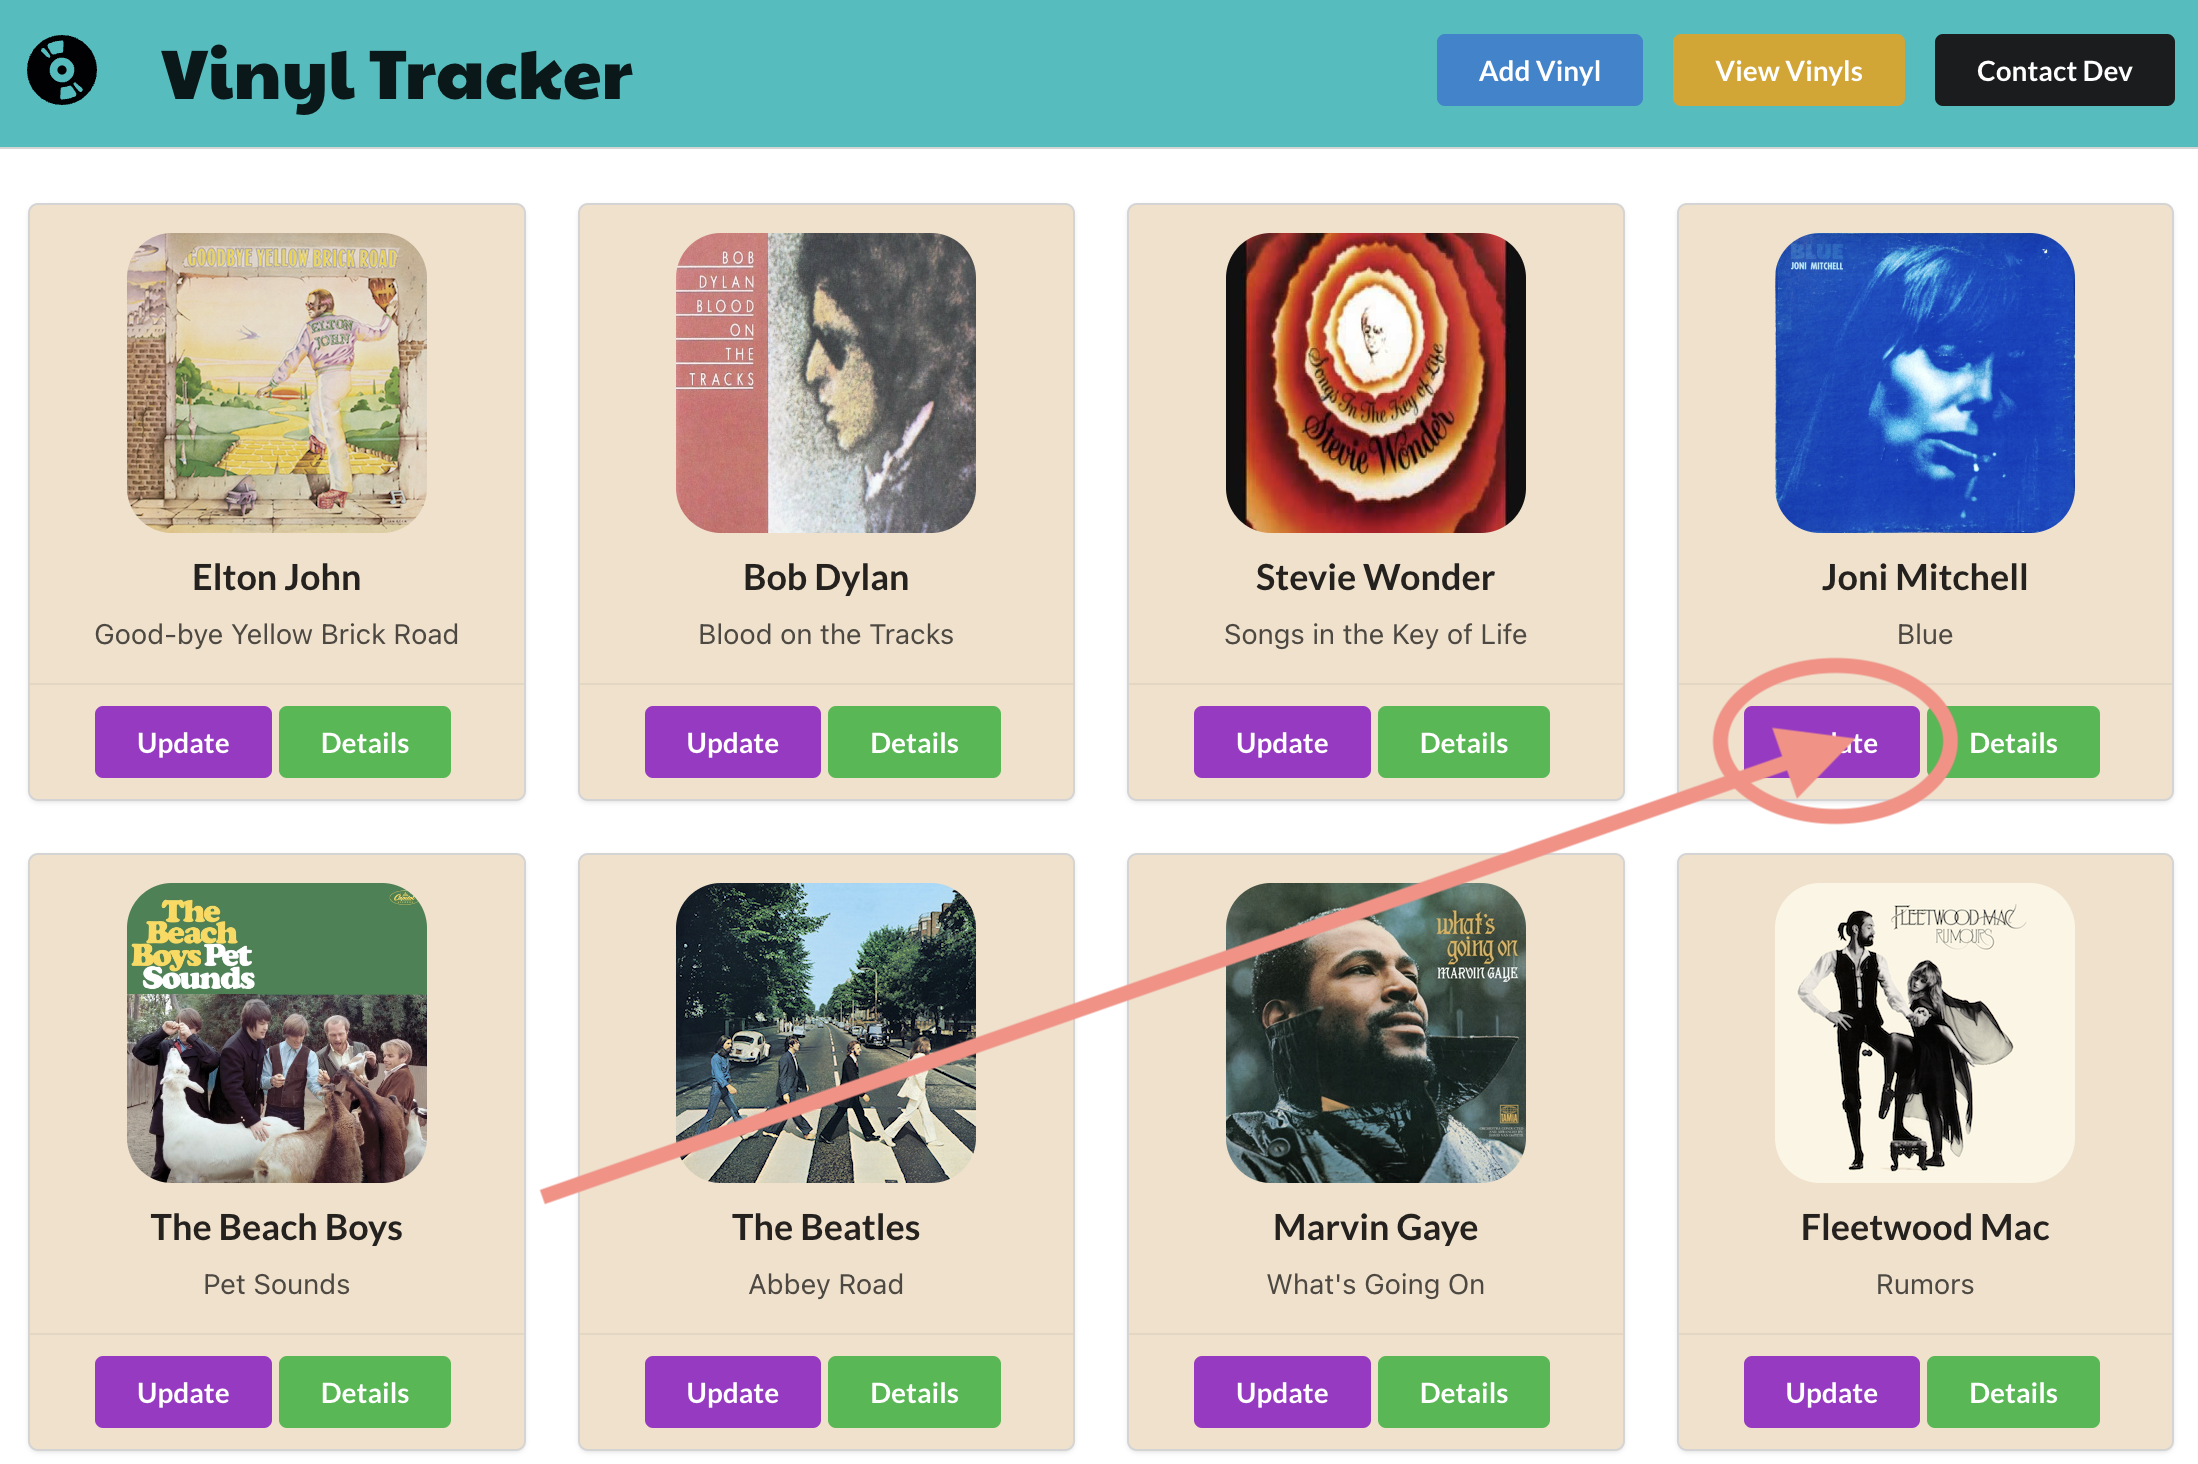 Vinyl Tracker
Add Vinyl
View Vinyls
Contact Dev
GOODBYE YELLOW BRICK ROAD
ELTON
JOHN
BOB
DYLAN
BLOOD
ON
THE
TRACKS
Songs In The Key of Life
Stevie Wonder
BLUE
JONI MITCHELL
Elton John
Bob Dylan
Stevie Wonder
Joni Mitchell
Good-bye Yellow Brick Road
Blood on the Tracks
Songs in the Key of Life
Blue
Update
Details
Update
Details
Update
Details
Details
The
Beach
Boys Pet
Sounds
Capitol
what's
going on
MARVIN GAYE
TAMLA
FLEETWOOD MAC
RUMOURS
The Beach Boys
The Beatles
Marvin Gaye
Fleetwood Mac
Pet Sounds
Abbey Road
What's Going On
Rumors
Update
Details
Update
Details
Update
Details
Update
Details